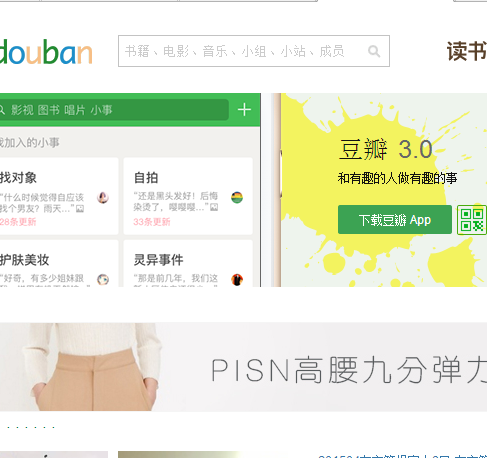 douban
书籍、电影、音乐、小组、小站、成员
读书
影视 图书 唱片 小事
我加入的小事
找对象
“什么时候觉得自应该
找个男友？雨天…”
28条更新
自拍
“还是黑头发好！后悔
染烫了，嘤嘤嘤…”
33条更新
护肤美妆
“好奇，有多少姐妹跟
灵异事件
“那是前几年，我们这
豆瓣 3.0
和有趣的人做有趣的事
下载豆瓣 App
PISN高腰九分弹力